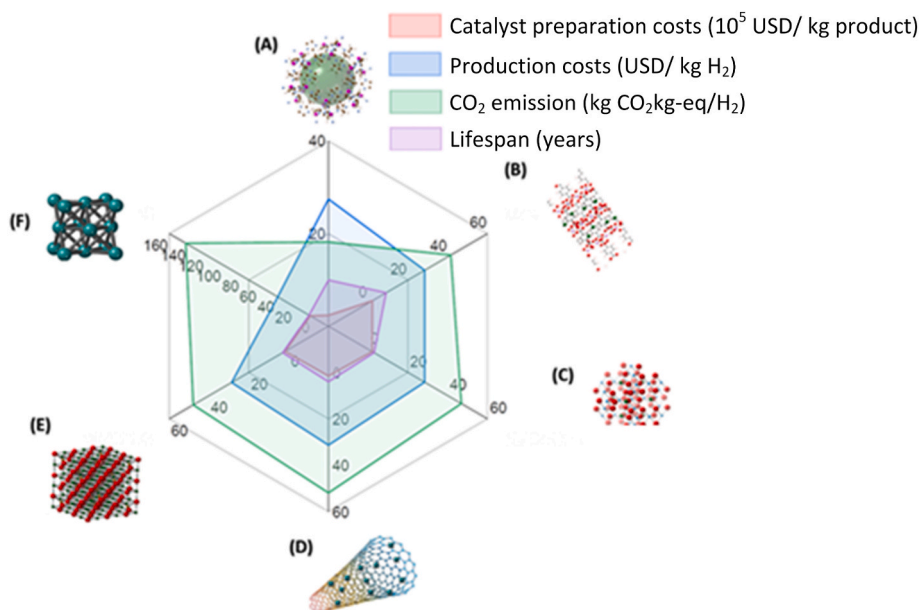 Catalyst preparation costs (10⁵ USD/ kg product)
(A)
Production costs (USD/ kg H₂)
CO₂ emission (kg CO₂kg-eq/H₂)
Lifespan (years)
40
(B)
(F)
60
20
40
160
140
120
100
20
80
60
0
40
20
0
0
0
20
(C)
20
40
40
20
60
(E)
60
40
60
(D)